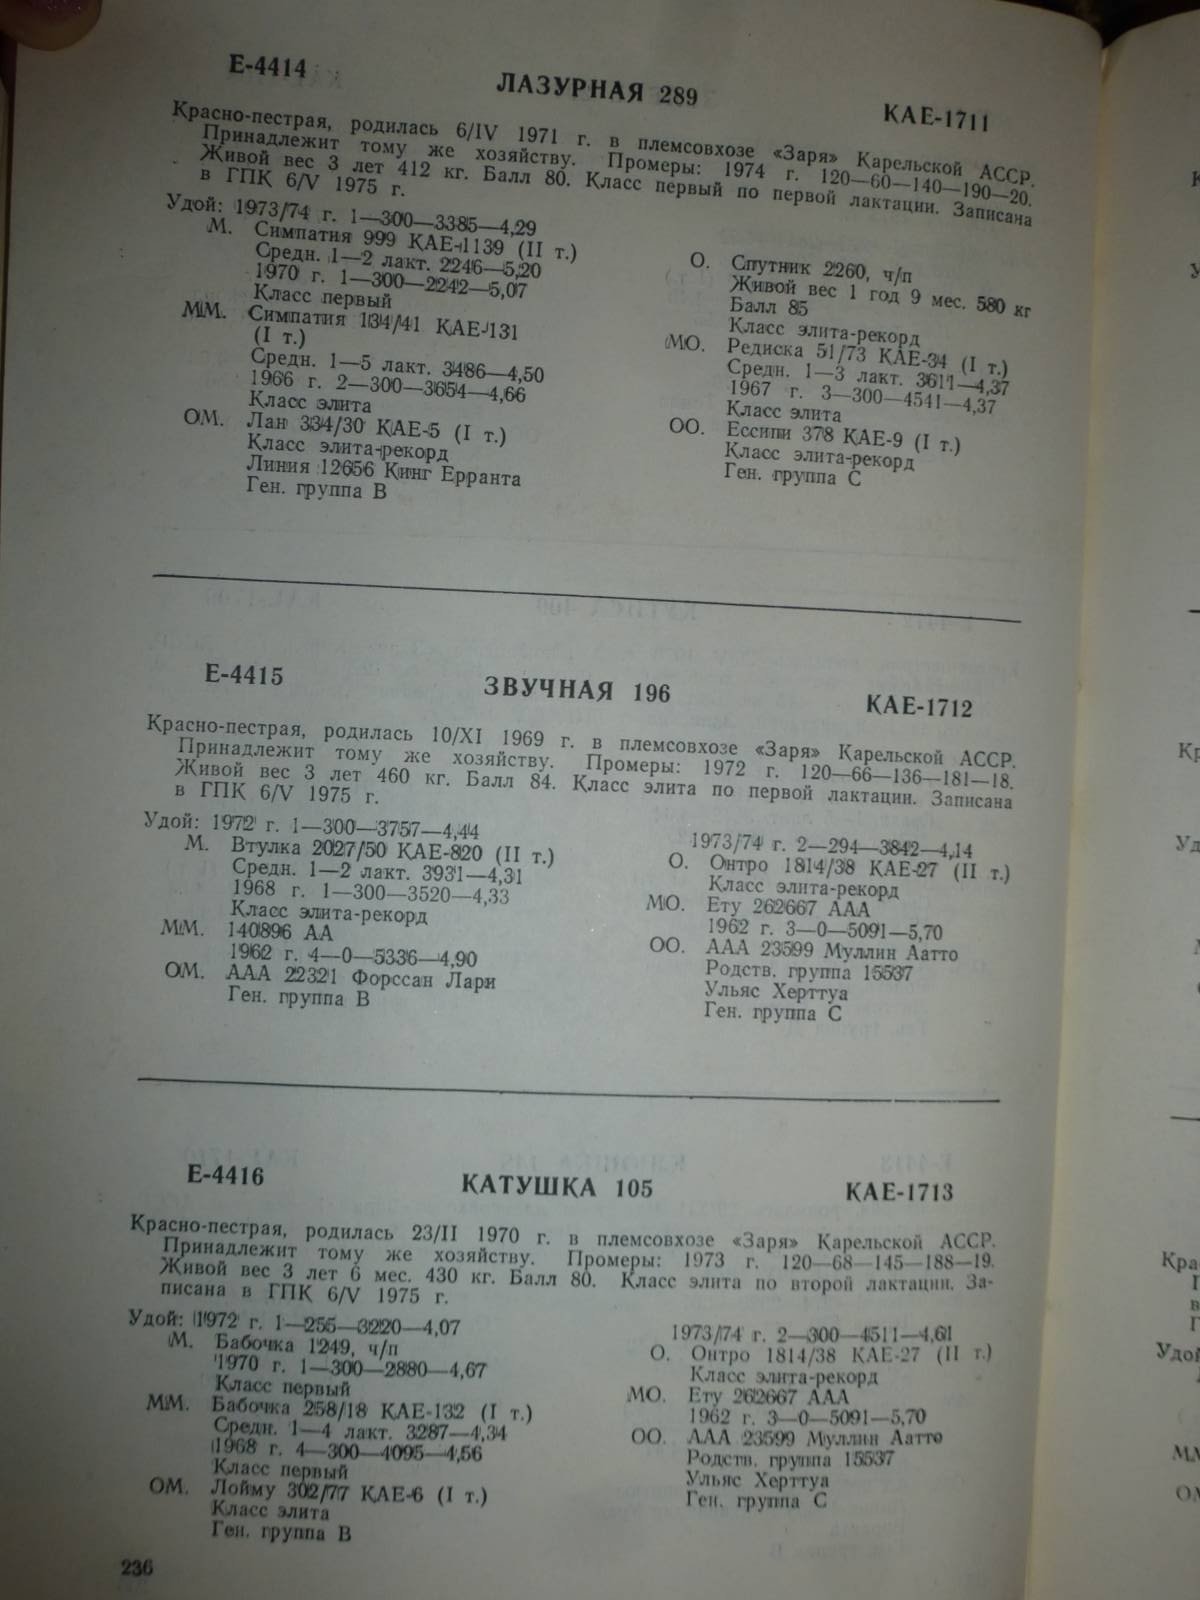 Е-4414
ЛАЗУРНАЯ 289
КАЕ-1711
Красно-пестрая, родилась 6/IV 1971 г. в племсовхозе «Заря» Карельской АССР.
Принадлежит тому же хозяйству. Промеры: 1974 г. 120—60—140—190—20.
Живой вес 3 лет 412 кг. Балл 80. Класс первый по первой лактации. Записана
в ГПК 6/V 1975 г.
Удой: 1973/74 г. 1—300—3385—4,29
М. Симпатия 999 КАЕ-1139 (II т.)
Средн. 1—2 лакт. 2246—5,20
1970 г. 1—300—2242—5,07
Класс первый
ММ. Симпатия 134/41 КАЕ-131
(I т.)
Средн. 1—5 лакт. 3486—4,50
1966 г. 2—300—3654—4,66
Класс элита
ОМ. Лан 334/30 КАЕ-5 (I т.)
Класс элита-рекорд
Линия 12656 Кинг Ерранта
Ген. группа В
О. Спутник 2260, ч/п
Живой вес 1 год 9 мес. 580 кг
Балл 85
Класс элита-рекорд
МО. Редиска 51/73 КАЕ-34 (I т.)
Средн. 1—3 лакт. 3611—4,37
1967 г. 3—300—4541—4,37
Класс элита
ОО. Ессипи 378 КАЕ-9 (I т.)
Класс элита-рекорд
Ген. группа С
Е-4415
ЗВУЧНАЯ 196
КАЕ-1712
Красно-пестрая, родилась 10/XI 1969 г. в племсовхозе «Заря» Карельской АССР.
Принадлежит тому же хозяйству. Промеры: 1972 г. 120—66—136—181—18.
Живой вес 3 лет 460 кг. Балл 84. Класс элита по первой лактации. Записана
в ГПК 6/V 1975 г.
Удой: 1972 г. 1—300—3757—4,44
М. Втулка 2027/50 КАЕ-820 (II т.)
Средн. 1—2 лакт. 3931—4,31
1968 г. 1—300—3520—4,33
Класс элита-рекорд
ММ. 140896 АА
1962 г. 4—0—5336—4,90
ОМ. ААА 22321 Форссан Лари
Ген. группа В
1973/74 г. 2—294—3842—4,14
О. Онтро 1814/38 КАЕ-27 (II т.)
Класс элита-рекорд
МО. Ету 262667 ААА
1962 г. 3—0—5091—5,70
ОО. ААА 23599 Муллин Аатто
Родств. группа 15537
Ульяс Херттуа
Ген. группа С
Е-4416
КАТУШКА 105
КАЕ-1713
Красно-пестрая, родилась 23/II 1970 г. в племсовхозе «Заря» Карельской АССР.
Принадлежит тому же хозяйству. Промеры: 1973 г. 120—68—145—188—19.
Живой вес 3 лет 6 мес. 430 кг. Балл 80. Класс элита по второй лактации. За-
писана в ГПК 6/V 1975 г.
Удой: 1972 г. 1—255—3220—4,07
М. Бабочка 1249, ч/п
1970 г. 1—300—2880—4,67
Класс первый
ММ. Бабочка 258/18 КАЕ-132 (I т.)
Средн. 1—4 лакт. 3287—4,34
1968 г. 4—300—4095—4,56
Класс первый
ОМ. Лойму 302/77 КАЕ-6 (I т.)
Класс элита
Ген. группа В
1973/74 г. 2—300—4511—4,61
О. Онтро 1814/38 КАЕ-27 (II т.)
Класс элита-рекорд
МО. Ету 262667 ААА
1962 г. 3—0—5091—5,70
ОО. ААА 23599 Муллин Аатто
Родств. группа 15537
Ульяс Херттуа
Ген. группа С
236